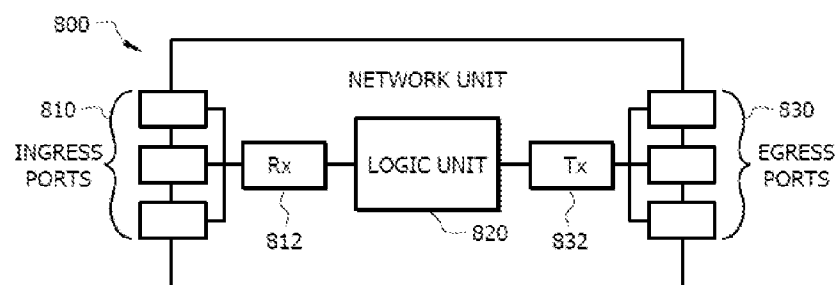 800
NETWORK UNIT
810
830
INGRESS
PORTS
Rx
LOGIC UNIT
Tx
EGRESS
PORTS
812
820
832